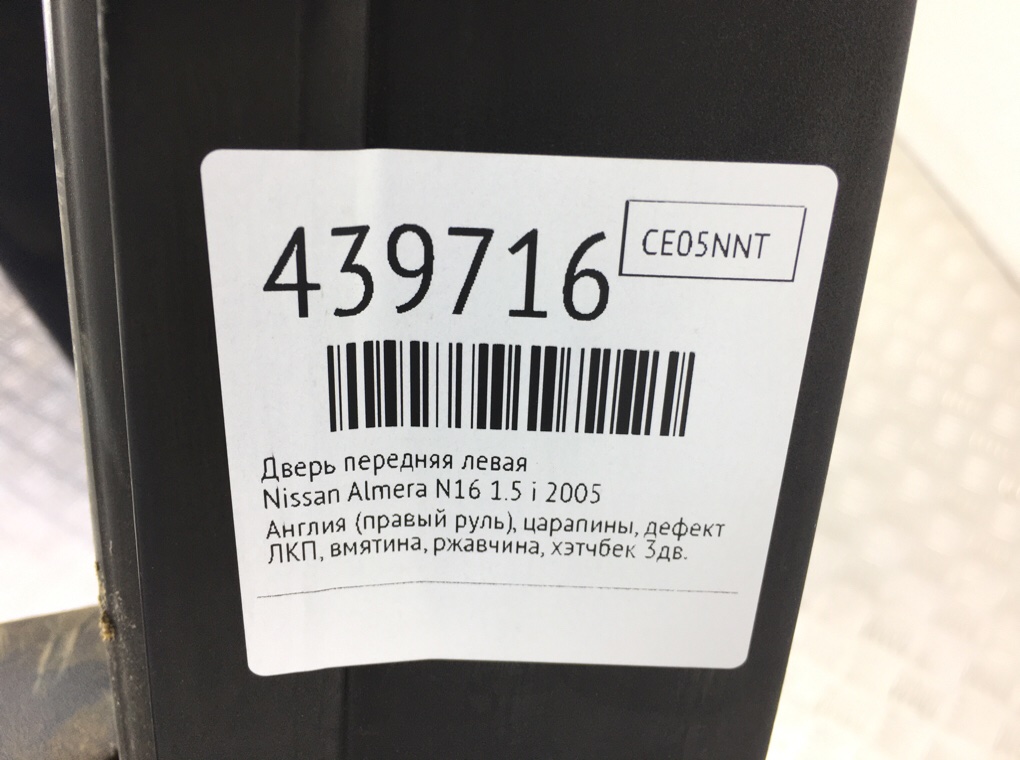 439716
CE05NNT
Дверь передняя левая
Nissan Almera N16 1.5 i 2005
Англия (правый руль), царапины, дефект
ЛКП, вмятина, ржавчина, хэтчбек 3дв.